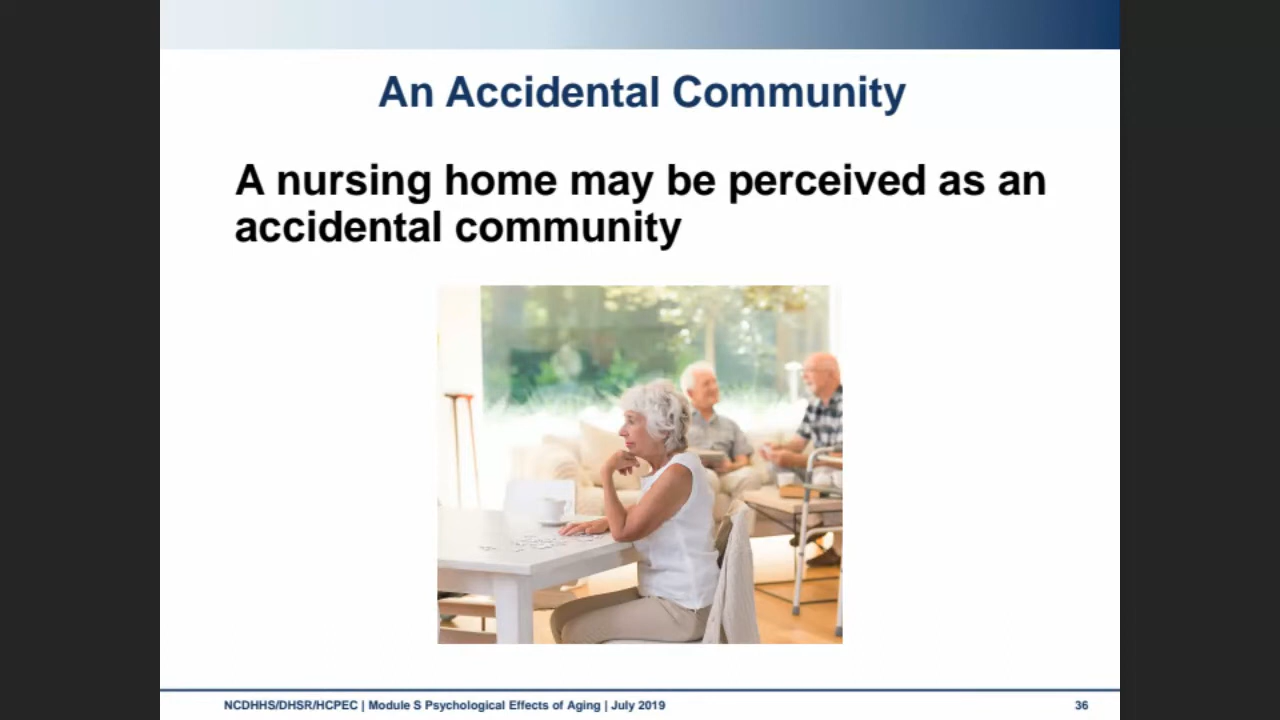 An Accidental Community
A nursing home may be perceived as an
accidental community
NCDHHS/DHSR/HCPEC | Module S Psychological Effects of Aging | July 2019
36